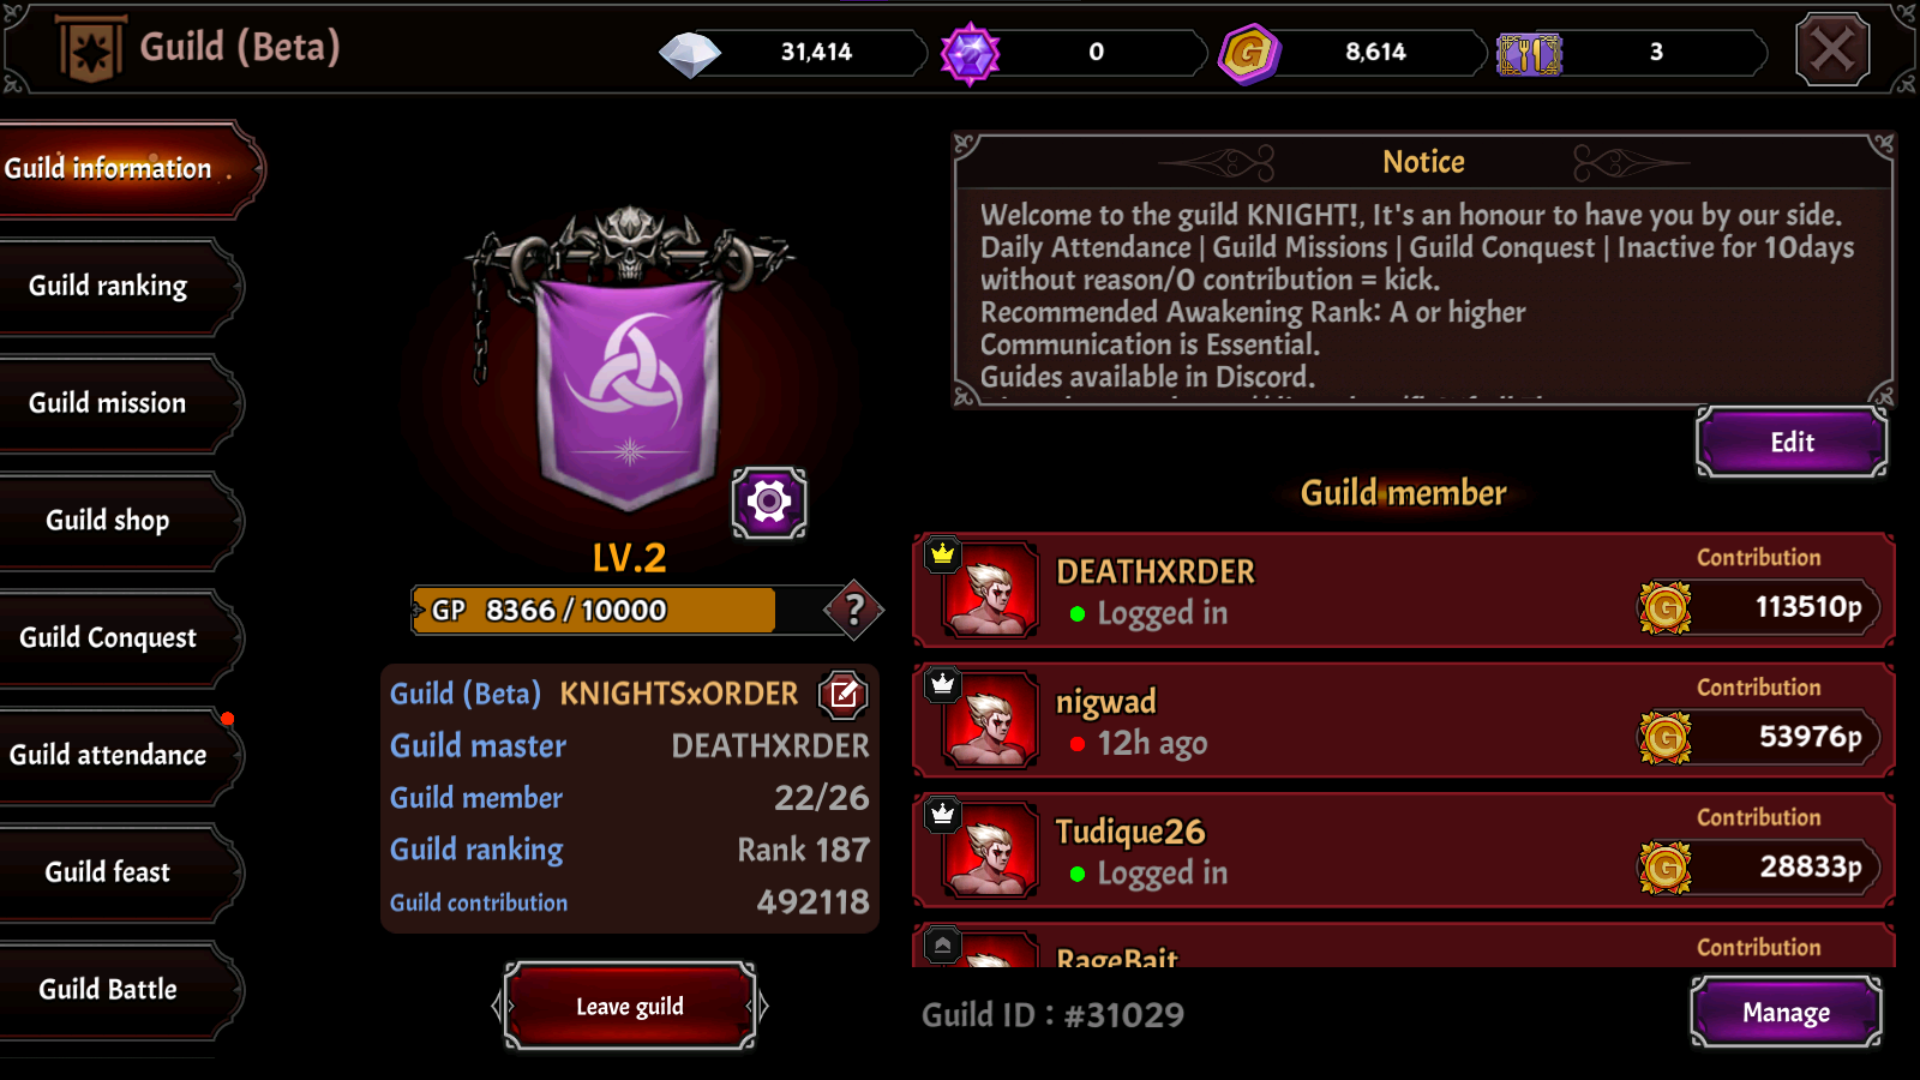 Guild (Beta)
31,414
0
8,614
3
Guild information
Guild ranking
Guild mission
Guild shop
Guild Conquest
Guild attendance
Guild feast
Guild Battle
LV.2
GP 8366 / 10000
?
Guild (Beta) KNIGHTSxORDER
Guild master DEATHXRDER
Guild member 22/26
Guild ranking Rank 187
Guild contribution 492118
Leave guild
Notice
Welcome to the guild KNIGHT!, It's an honour to have you by our side.
Daily Attendance | Guild Missions | Guild Conquest | Inactive for 10days
without reason/0 contribution = kick.
Recommended Awakening Rank: A or higher
Communication is Essential.
Guides available in Discord.
Edit
Guild member
DEATHXRDER
Logged in
Contribution
113510p
nigwad
12h ago
Contribution
53976p
Tudique26
Logged in
Contribution
28833p
RageBait
Contribution
Guild ID : #31029
Manage